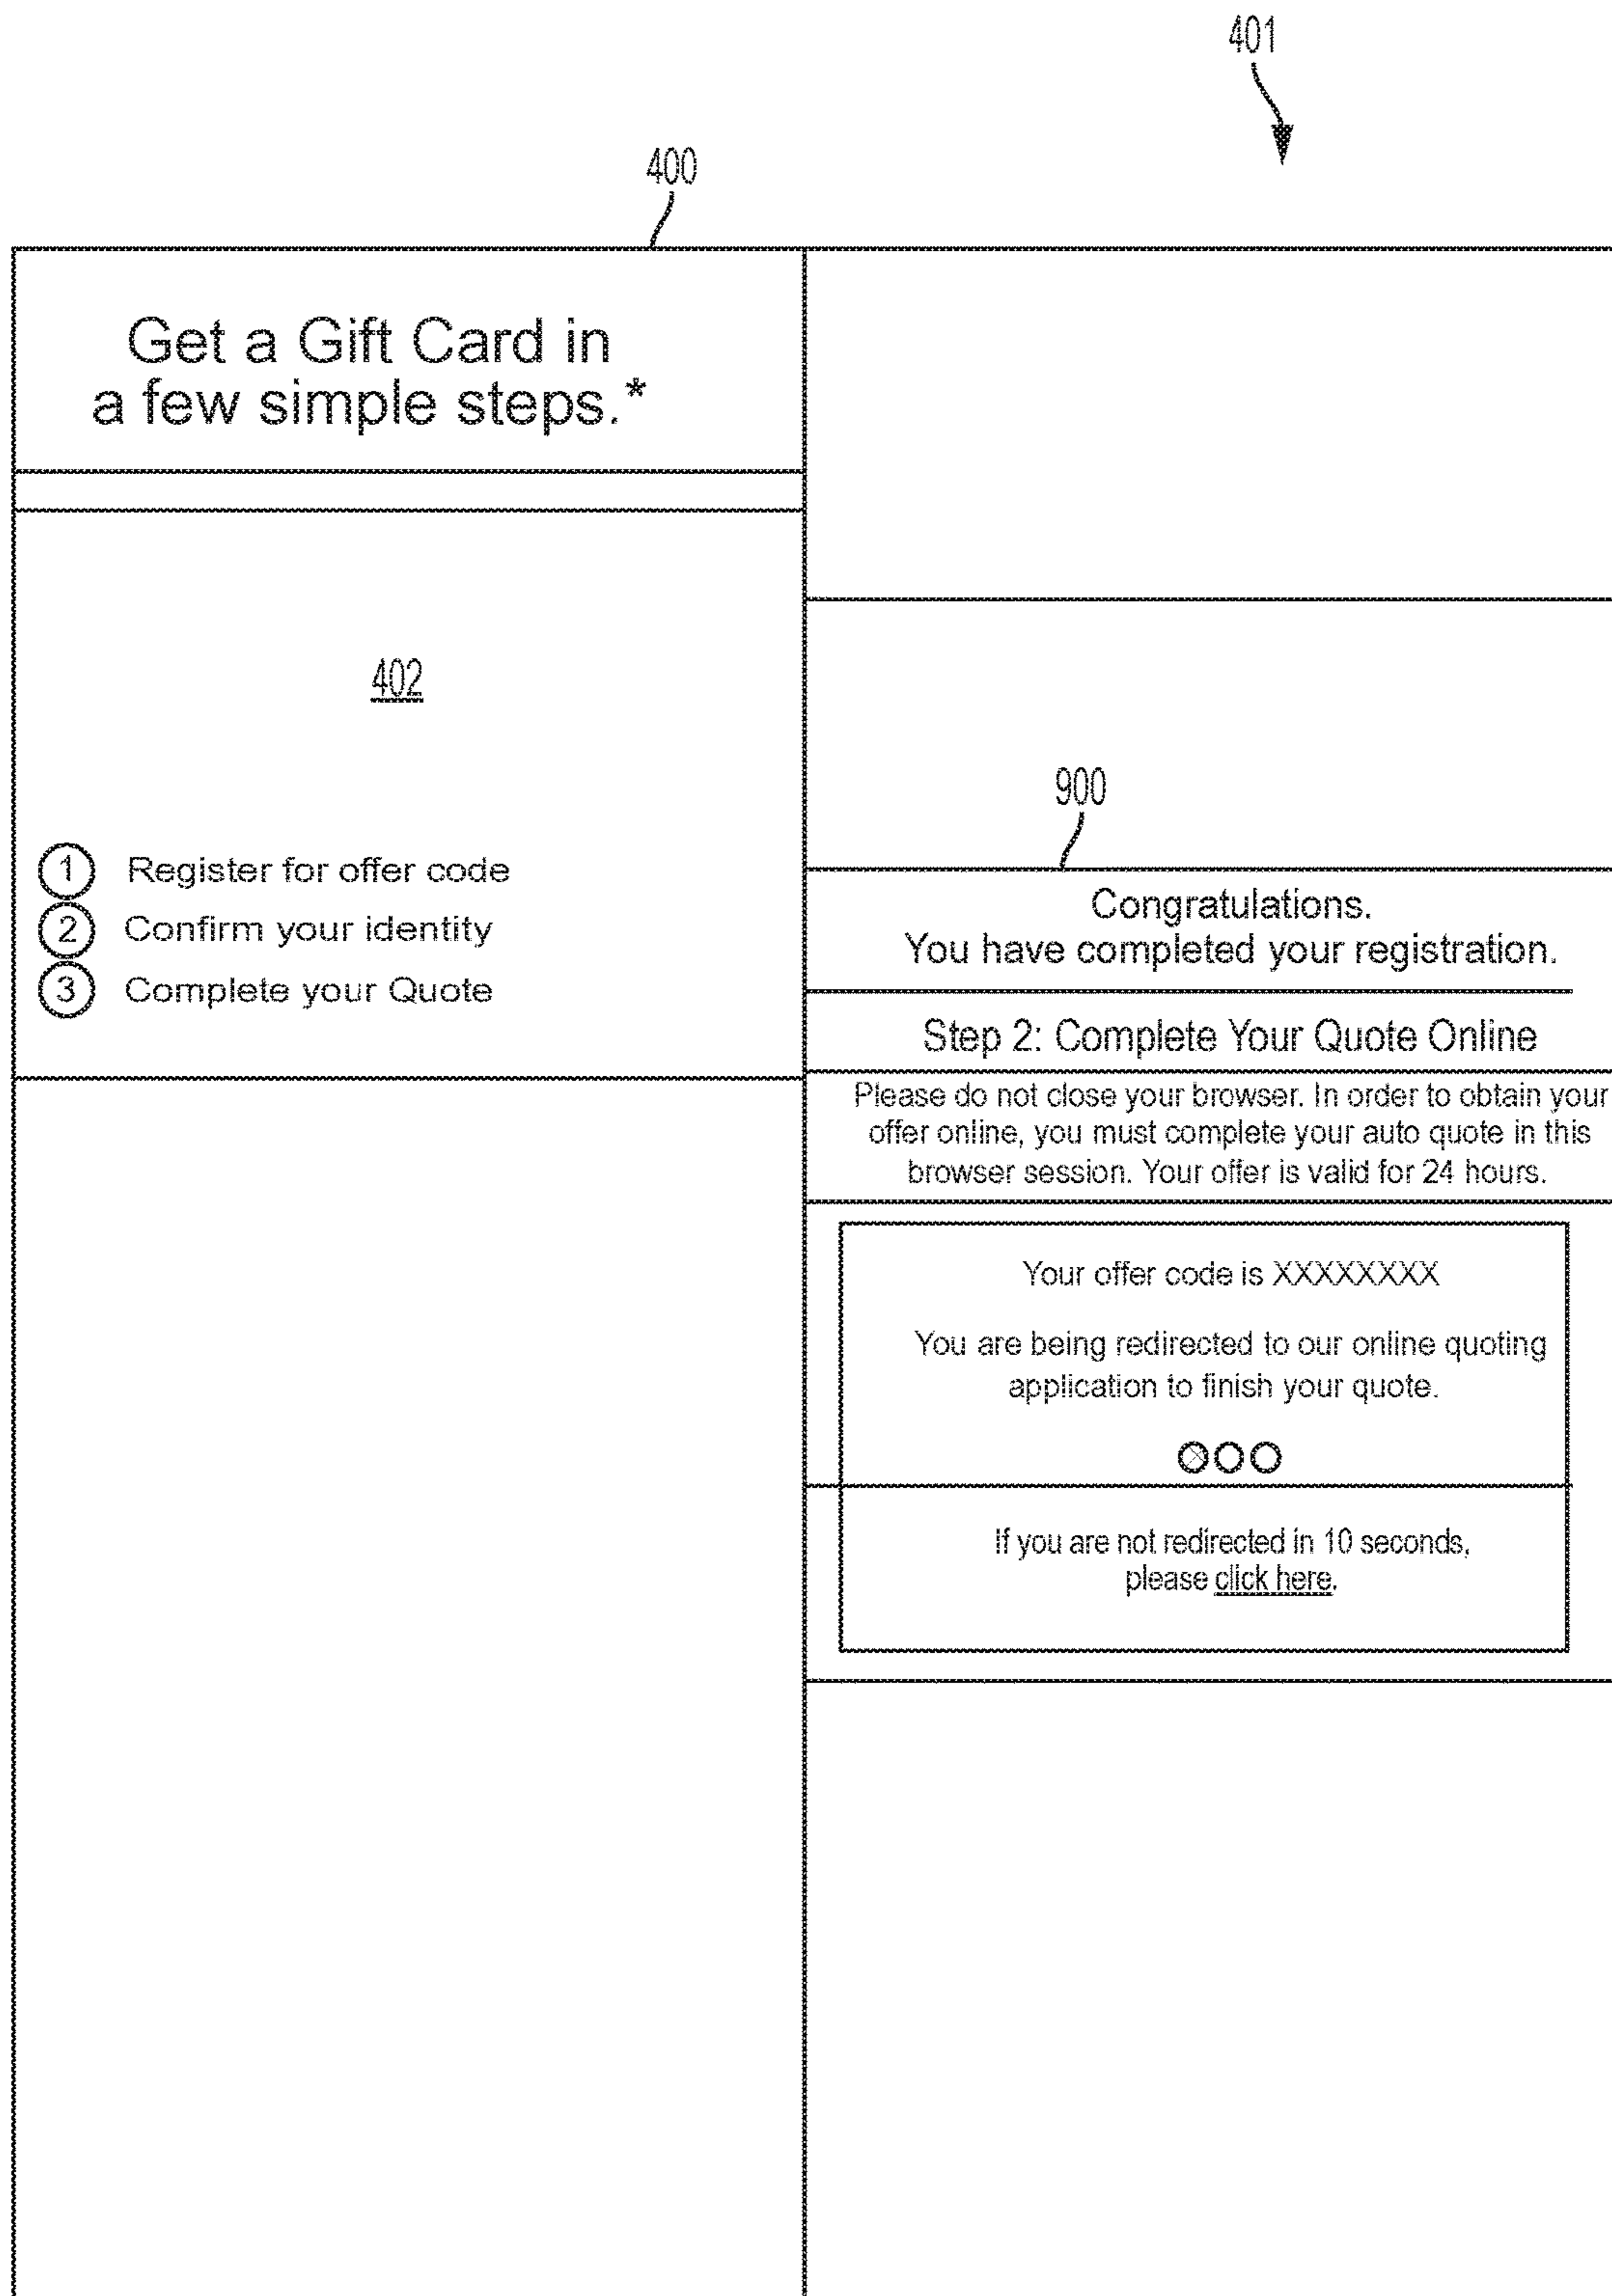 401
400
Get a Gift Card in
a few simple steps.*
402
1 Register for offer code
2 Confirm your identity
3 Complete your Quote
900
Congratulations.
You have completed your registration.
Step 2: Complete Your Quote Online
Please do not close your browser. In order to obtain your
offer online, you must complete your auto quote in this
browser session. Your offer is valid for 24 hours.
Your offer code is XXXXXXXX
You are being redirected to our online quoting
application to finish your quote.
If you are not redirected in 10 seconds,
please click here.